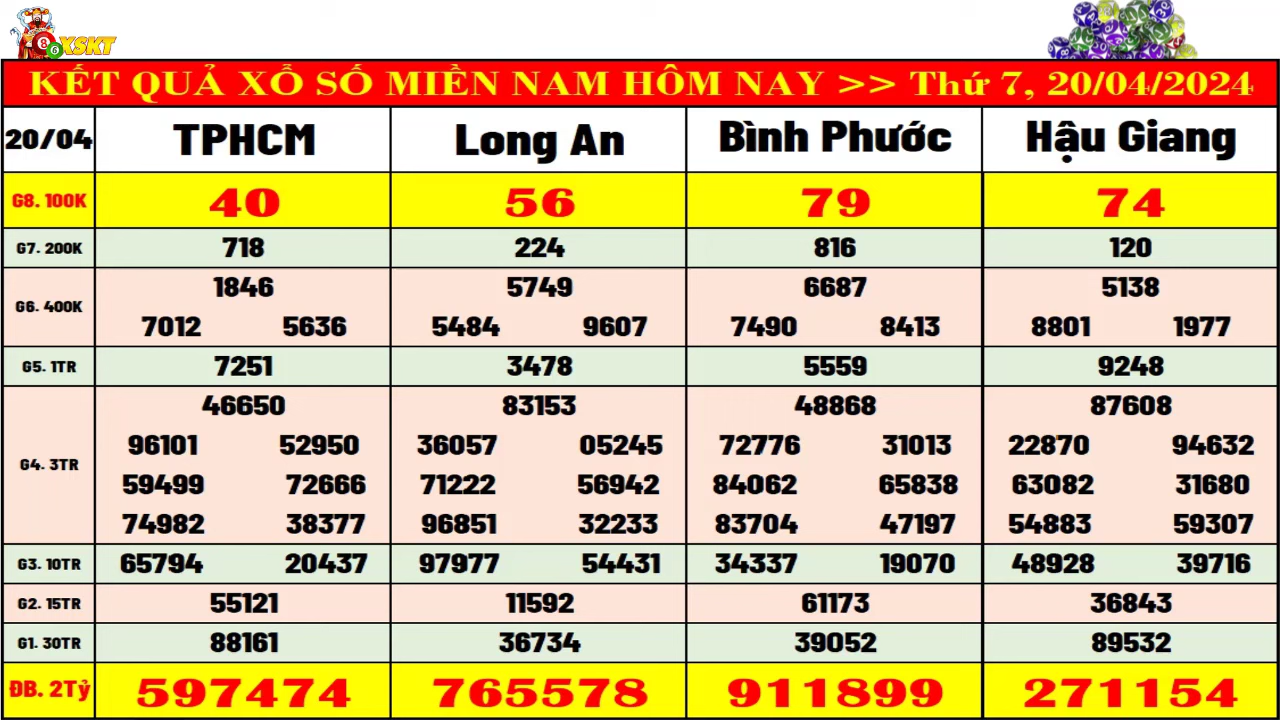 XSKT
KẾT QUẢ XỔ SỐ MIỀN NAM HÔM NAY >> Thứ 7, 20/04/2024
20/04 TPHCM Long An Bình Phước Hậu Giang
G8. 100K 40 56 79 74
G7. 200K 718 224 816 120
1846 5749 6687 5138
G6. 400K
7012 5636 5484 9607 7490 8413 8801 1977
G5. 1TR 7251 3478 5559 9248
46650 83153 48868 87608
96101 52950 36057 05245 72776 31013 22870 94632
G4. 3TR
59499 72666 71222 56942 84062 65838 63082 31680
74982 38377 96851 32233 83704 47197 54883 59307
G3. 10TR 65794 20437 97977 54431 34337 19070 48928 39716
G2. 15TR 55121 11592 61173 36843
G1. 30TR 88161 36734 39052 89532
ĐB. 2Tỷ 597474 765578 911899 271154